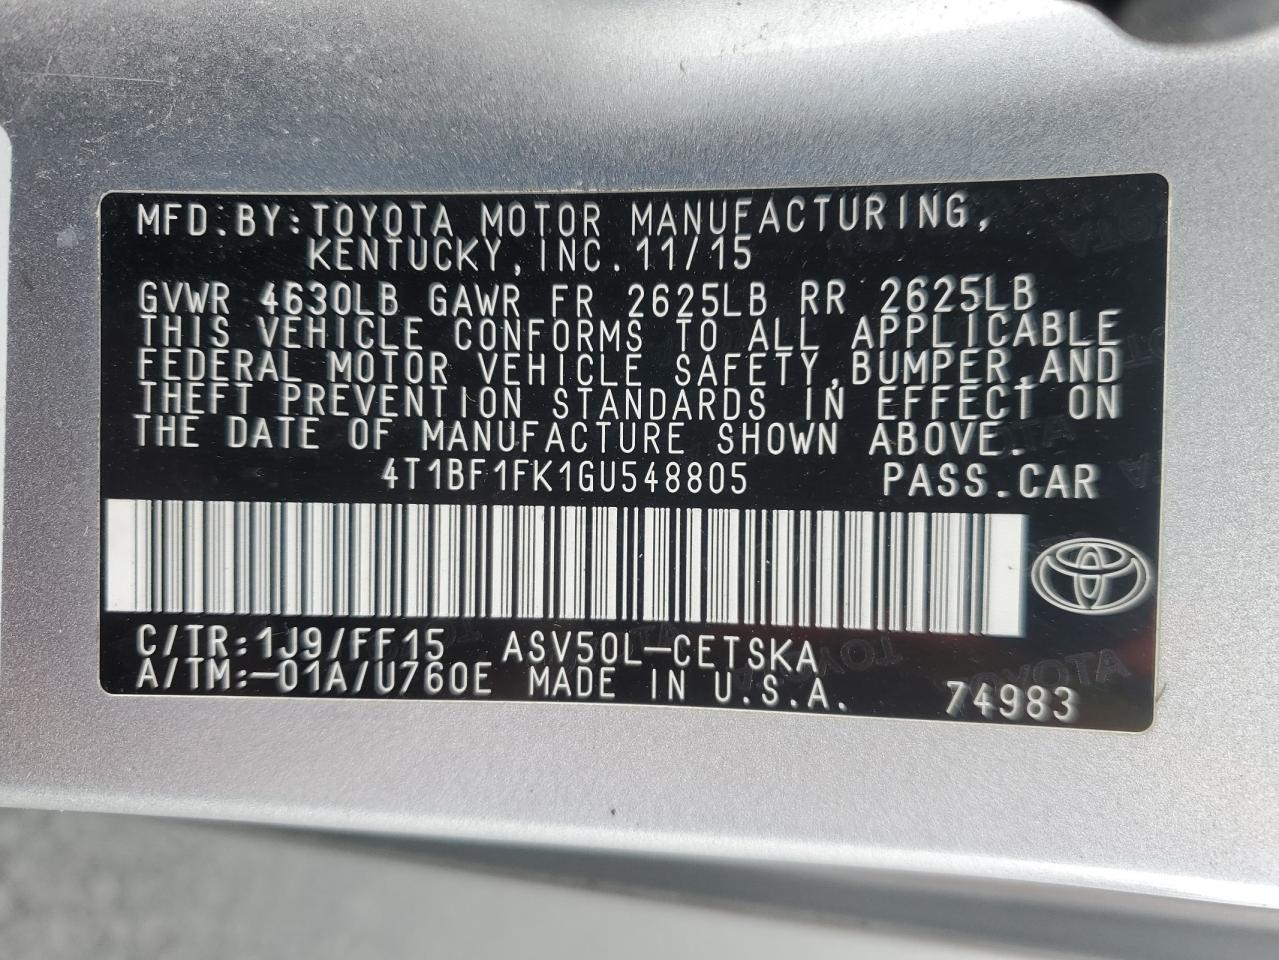 MFD.BY:TOYOTA MOTOR MANUFACTURING,
KENTUCKY,INC.11/15
GVWR 4630LB GAWR FR 2625LB RR 2625LB
THIS VEHICLE CONFORMS TO ALL APPLICABLE
FEDERAL MOTOR VEHICLE SAFETY,BUMPER,AND
THEFT PREVENTION STANDARDS IN EFFECT ON
THE DATE OF MANUFACTURE SHOWN ABOVE.
4T1BF1FK1GU548805 PASS.CAR
C/TR:1J9/FF15 ASV50L-CETSKA
A/TM:-01A/U760E MADE IN U.S.A. 74983